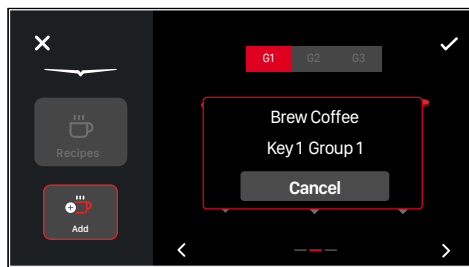 G1 G2 G3
Brew Coffee
Key 1 Group 1
Recipes
Cancel
Add